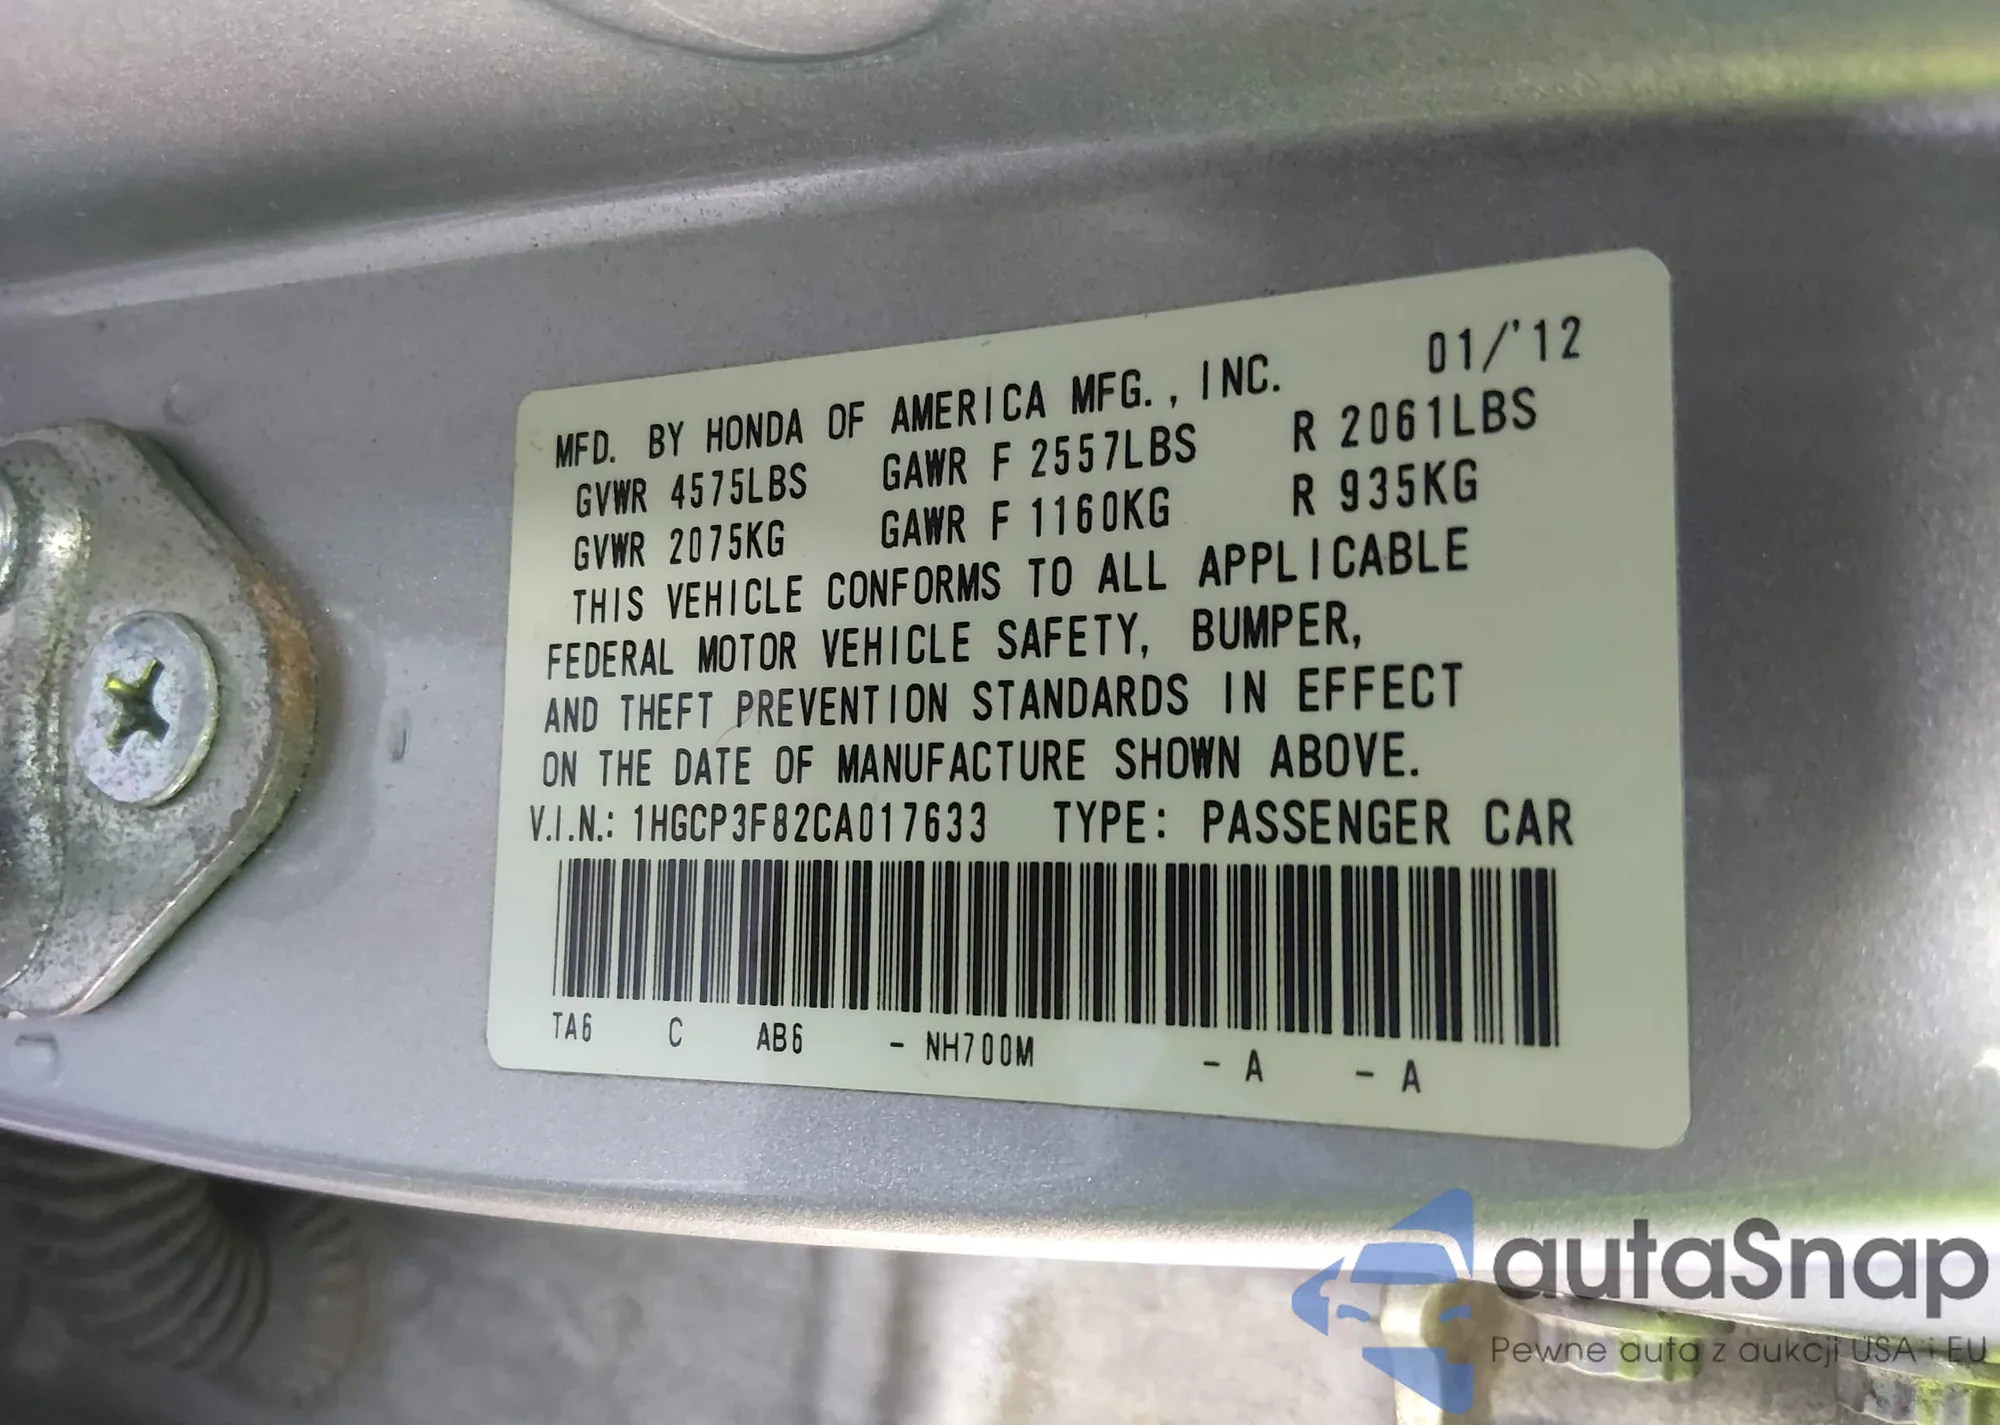 MFD. BY HONDA OF AMERICA MFG., INC. 01/'12
GVWR 4575LBS GAWR F 2557LBS R 2061LBS
GVWR 2075KG GAWR F 1160KG R 935KG
THIS VEHICLE CONFORMS TO ALL APPLICABLE
FEDERAL MOTOR VEHICLE SAFETY, BUMPER,
AND THEFT PREVENTION STANDARDS IN EFFECT
ON THE DATE OF MANUFACTURE SHOWN ABOVE.
V.I.N.: 1HGCP3F82CA017633 TYPE: PASSENGER CAR
TA6 C AB6 - NH700M - A - A
autaSnap
Pewne auta z aukcji USA i EU